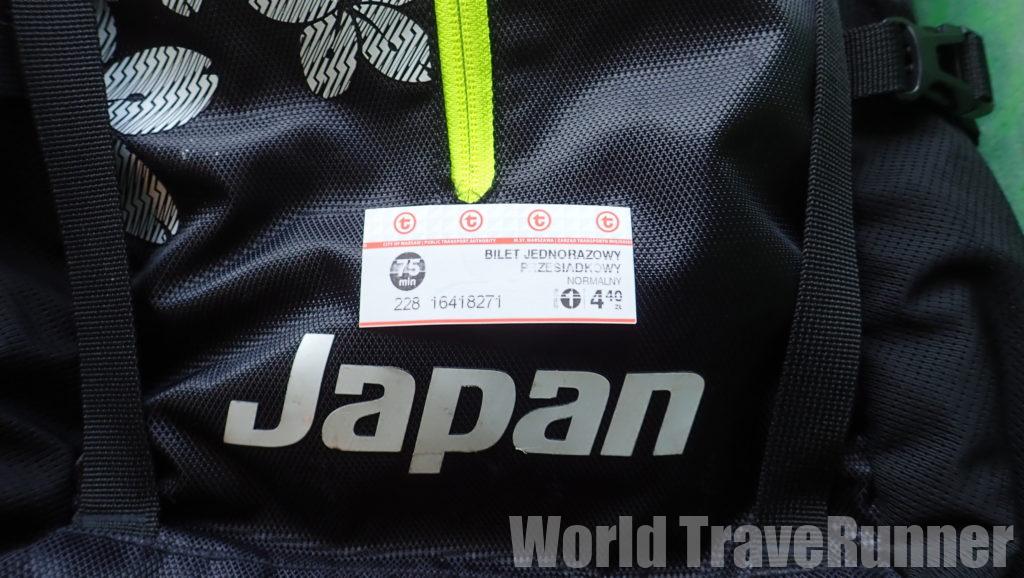 t t t t
CITY OF WARSAW | PUBLIC TRANSPORT AUTHORITY M.ST. WARSZAWA | ZARZĄD TRANSPORTU MIEJSKIEGO
75 min
BILET JEDNORAZOWY
PRZESIADKOWY
NORMALNY
228 16418271
1 4 40 ZŁ
Japan
World TraveRunner